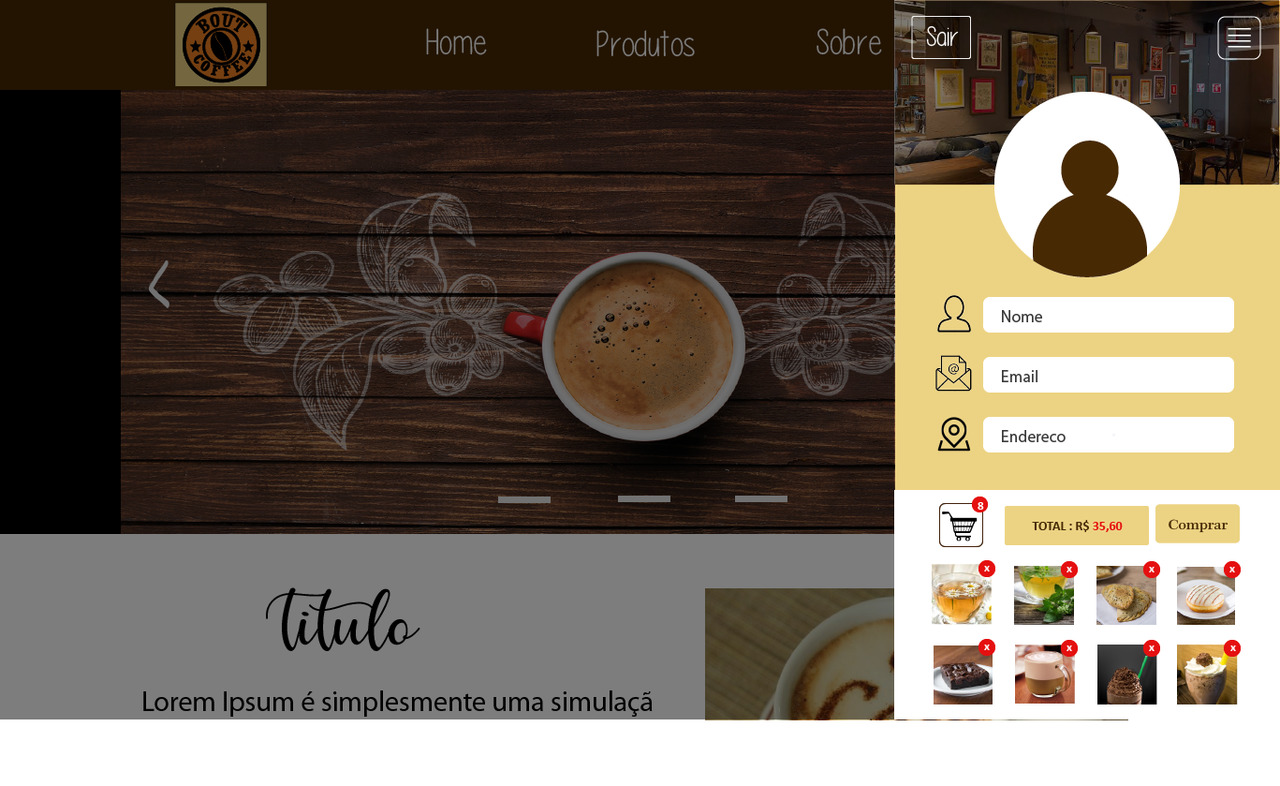 BOUT
COFFEE
Home
Produtos
Sobre
Sair
Nome
@
Email
Endereco
8
TOTAL : R$ 35,60
Comprar
x x x x
x x x x
titulo
Lorem Ipsum é simplesmente uma simulaçã